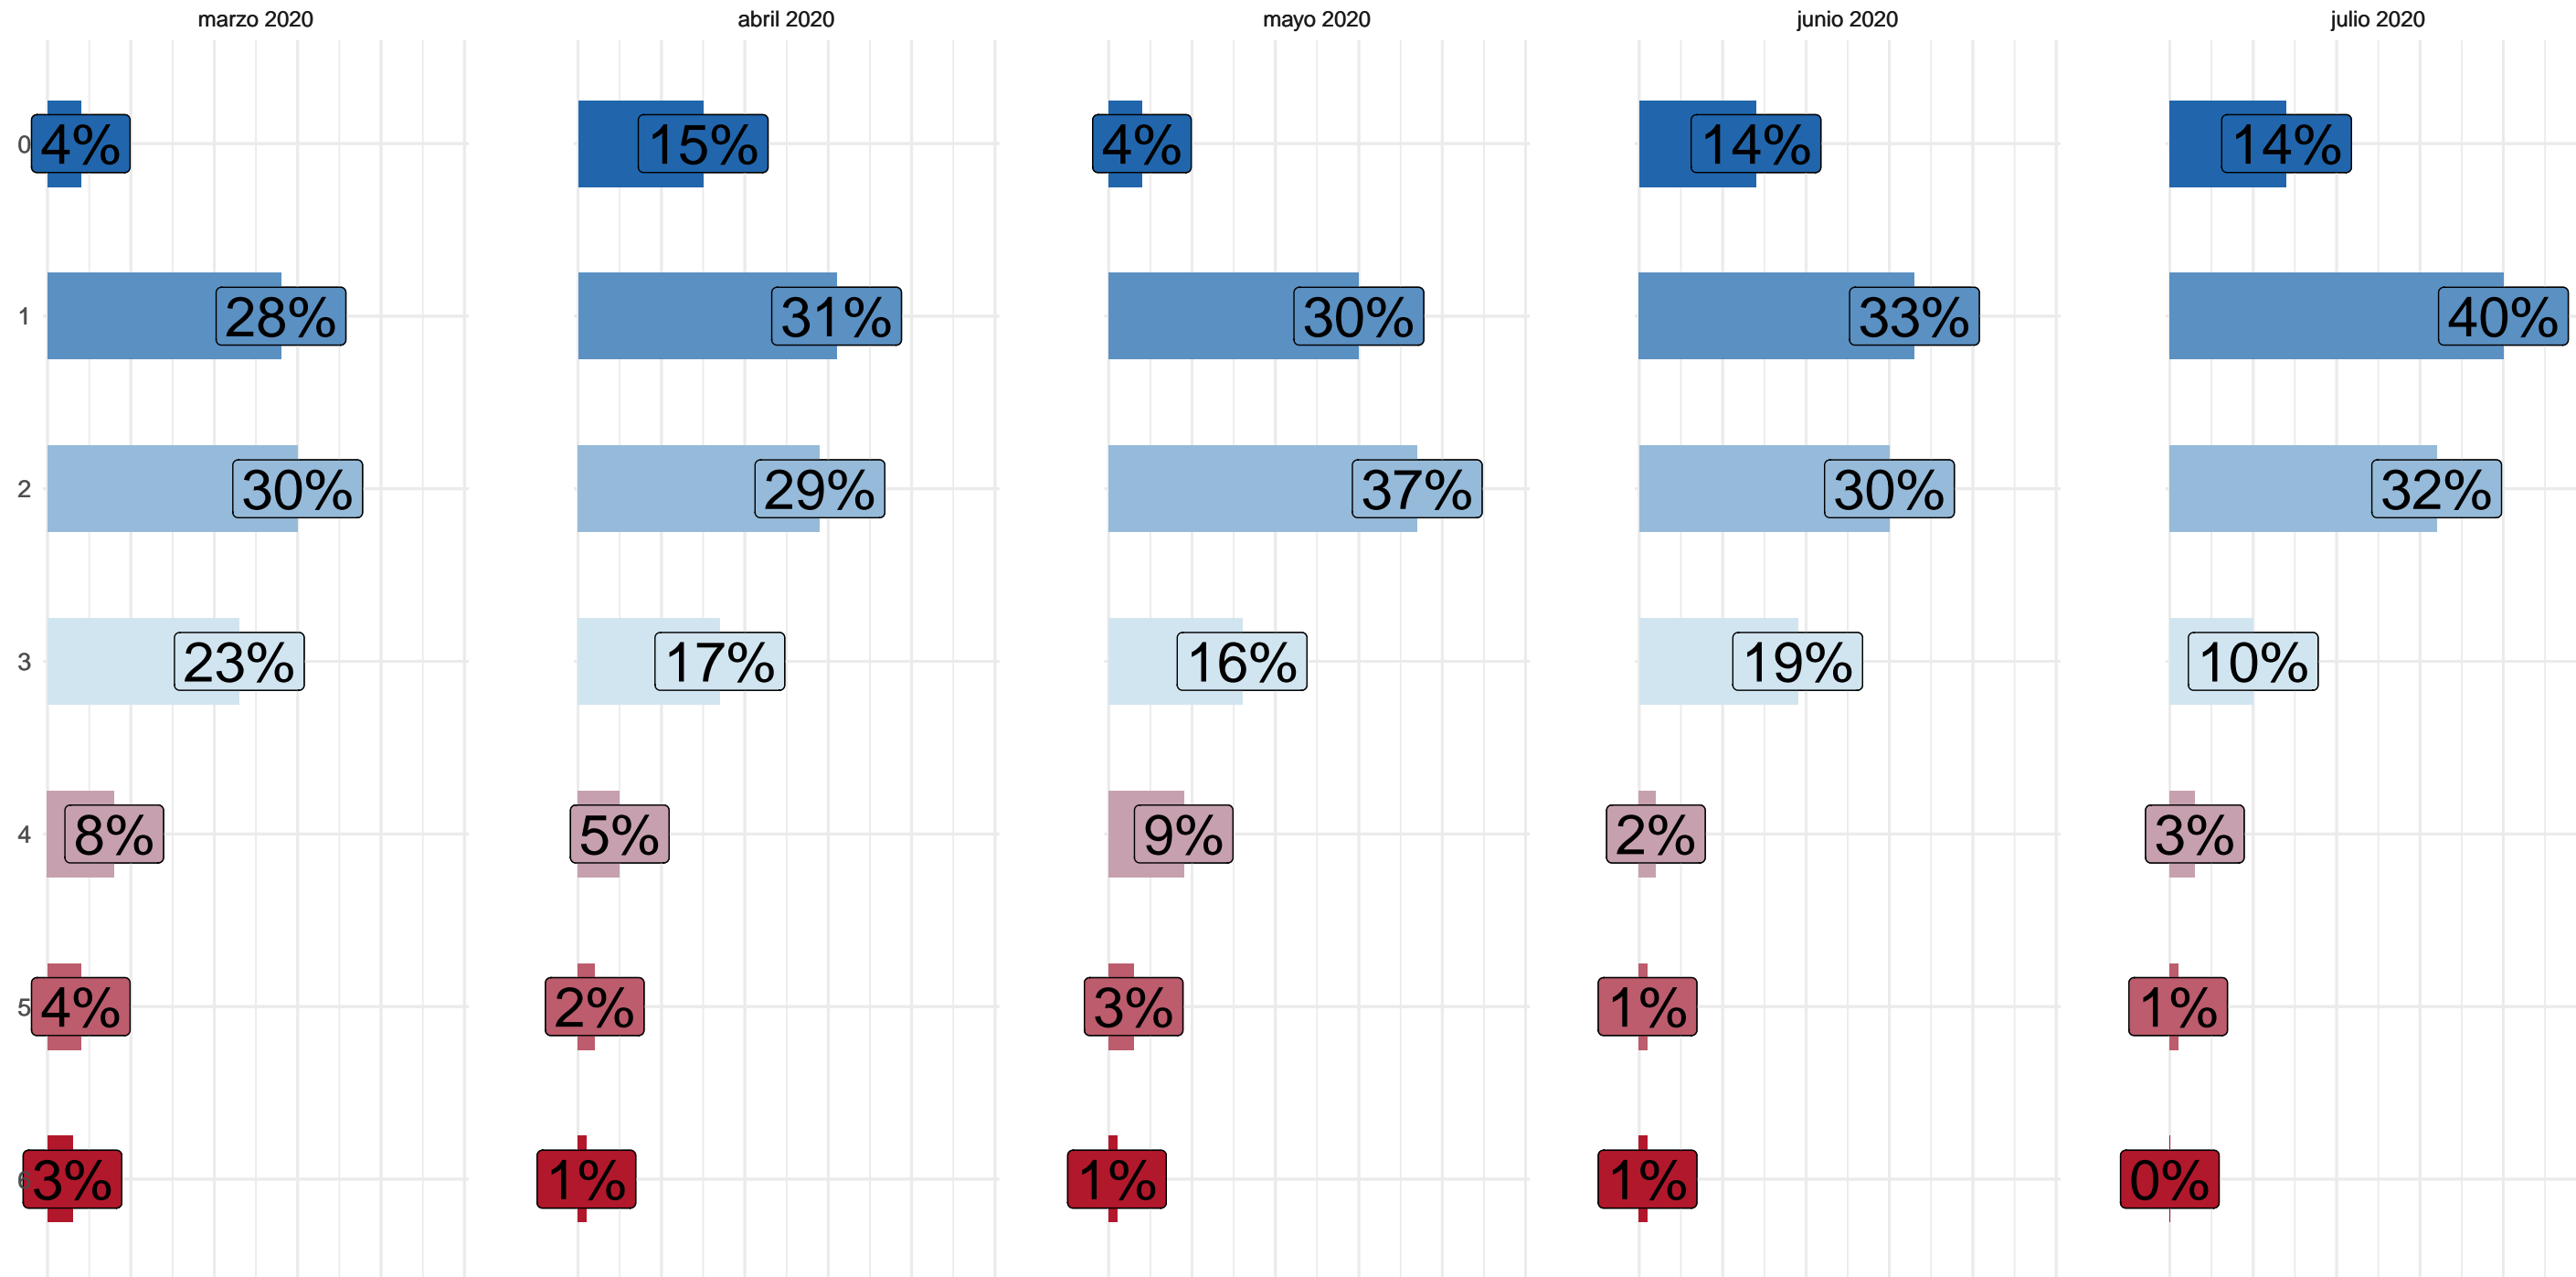 marzo 2020 abril 2020 mayo 2020 junio 2020 julio 2020
0 4% 15% 4% 14% 14%
1 28% 31% 30% 33% 40%
2 30% 29% 37% 30% 32%
3 23% 17% 16% 19% 10%
4 8% 5% 9% 2% 3%
5 4% 2% 3% 1% 1%
6 3% 1% 1% 1% 0%